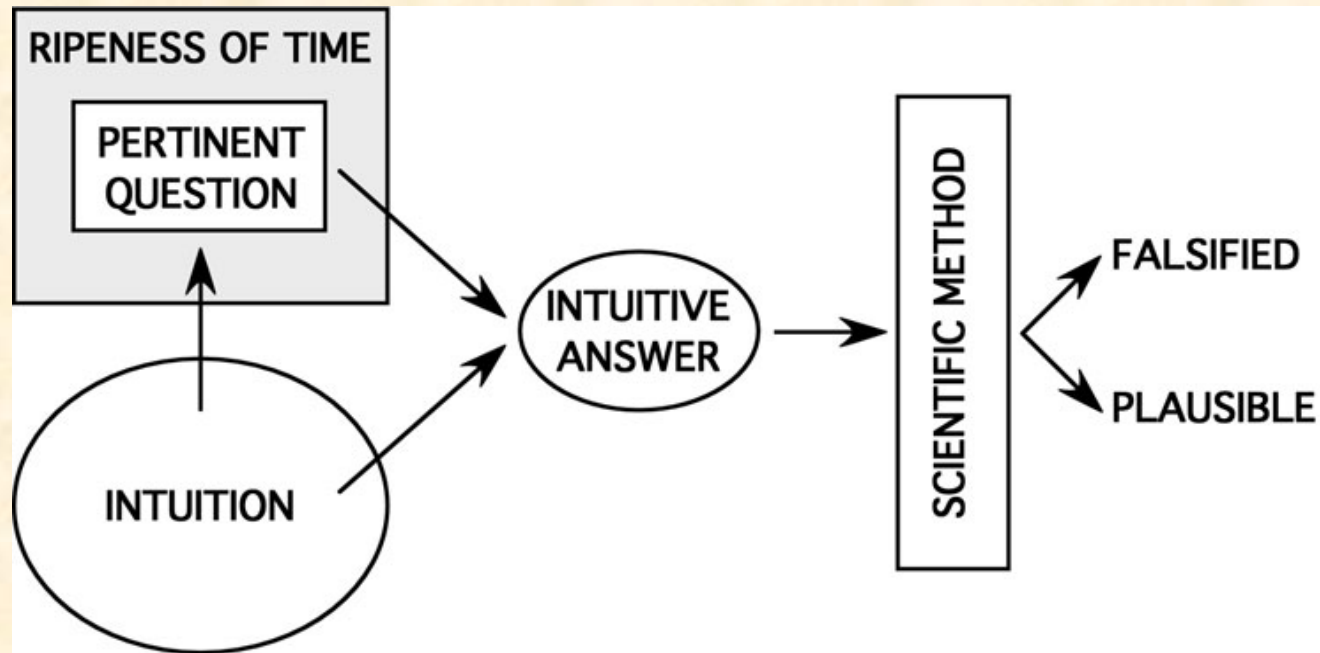 RIPENESS OF TIME
PERTINENT
QUESTION
INTUITION
INTUITIVE
ANSWER
SCIENTIFIC METHOD
FALSIFIED
PLAUSIBLE